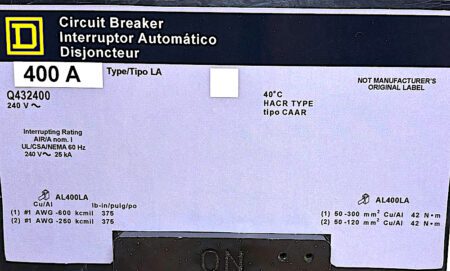 Circuit Breaker
Interruptor Automático
Disjoncteur
400 A Type/Tipo LA
NOT MANUFACTURER'S
ORIGINAL LABEL
Q432400
240 V ~
40°C
HACR TYPE
tipo CAAR
Interrupting Rating
AIR/A nom. I
UL/CSA/NEMA 60 Hz
240 V ~ 25 kA
AL400LA
Cu/Al lb-in/pulg/po
(1) #1 AWG -600 kcmil 375
(2) #1 AWG -250 kcmil 375
AL400LA
(1) 50-300 mm² Cu/Al 42 N•m
(2) 50-120 mm² Cu/Al 42 N•m
ON